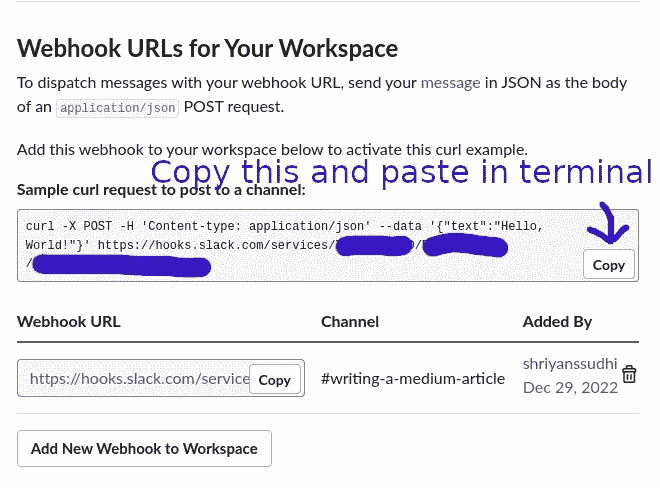 Webhook URLs for Your Workspace
To dispatch messages with your webhook URL, send your message in JSON as the body
of an application/json POST request.
Add this webhook to your workspace below to activate this curl example.
Copy this and paste in terminal
Sample curl request to post to a channel:
curl -X POST -H 'Content-type: application/json' --data '{"text":"Hello,
World!"}' https://hooks.slack.com/services/
/
Copy
Webhook URL Channel Added By
https://hooks.slack.com/service Copy #writing-a-medium-article shriyanssudhi
Dec 29, 2022
Add New Webhook to Workspace